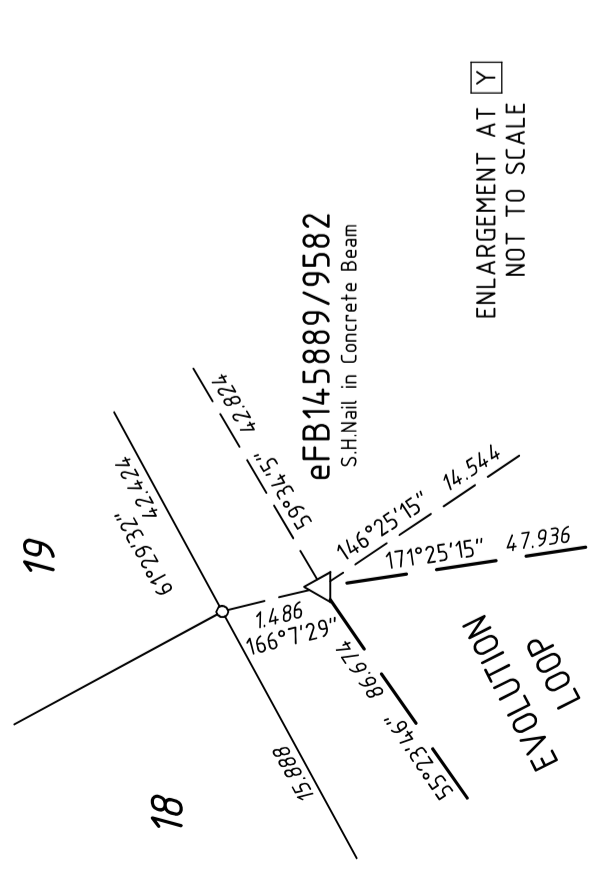 19
18
61°29'32"
42.424
15.888
1.486
166°7'29"
59°34'5" 42.824
eFB145889/9582
S.H.Nail in Concrete Beam
146°25'15" 14.544
171°25'15" 47.936
55°23'46" 86.674
EVOLUTION
LOOP
ENLARGEMENT AT Y
NOT TO SCALE